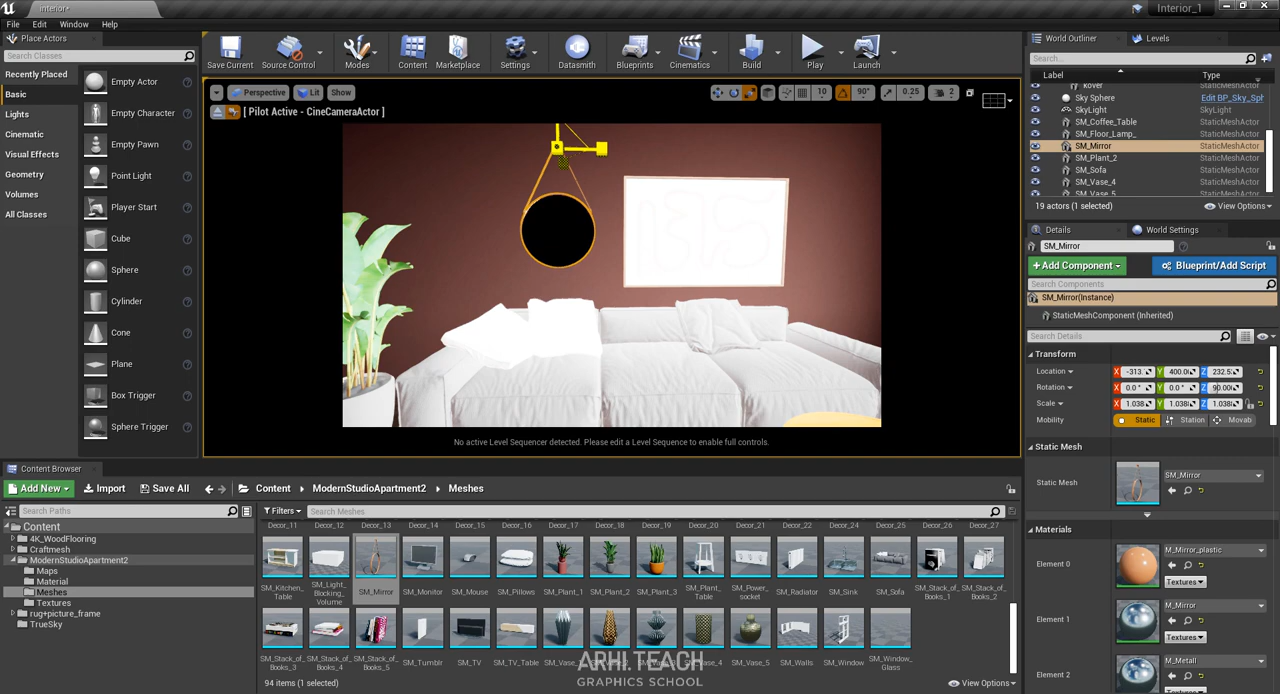 interior*
Interior_1
File Edit Window Help
Place Actors
Search Classes
Recently Placed
Basic
Lights
Cinematic
Visual Effects
Geometry
Volumes
All Classes
Empty Actor
Empty Character
Empty Pawn
Point Light
Player Start
Cube
Sphere
Cylinder
Cone
Plane
Box Trigger
Sphere Trigger
Save Current
Source Control
Modes
Content
Marketplace
Settings
Datasmith
Blueprints
Cinematics
Build
Play
Launch
Perspective Lit Show
10 90° 0.25 2
[ Pilot Active - CineCameraActor ]
No active Level Sequencer detected. Please edit a Level Sequence to enable full controls.
World Outliner Levels
Search...
Label Type
kover
Sky Sphere Edit BP_Sky_Sph
SkyLight SkyLight
SM_Coffee_Table StaticMeshActor
SM_Floor_Lamp_ StaticMeshActor
SM_Mirror StaticMeshActor
SM_Plant_2 StaticMeshActor
SM_Sofa StaticMeshActor
SM_Vase_4 StaticMeshActor
SM_Vase_5 StaticMeshActor
19 actors (1 selected) View Options
Details World Settings
SM_Mirror
+Add Component Blueprint/Add Script
Search Components
SM_Mirror(Instance)
StaticMeshComponent (Inherited)
Search Details
Transform
Location X -313. Y 400.0 Z 232.5
Rotation X 0.0 ° Y 0.0 ° Z 90.00
Scale X 1.038 Y 1.038 Z 1.038
Mobility Static Station Movab
Static Mesh
Static Mesh SM_Mirror
Materials
Element 0 M_Mirror_plastic
Textures
Element 1 M_Mirror
Textures
Element 2 M_Metall
Content Browser
Add New Import Save All Content ModernStudioApartment2 Meshes
Search Paths
Filters Search Meshes
Content
4K_WoodFlooring
Craftmesh
ModernStudioApartment2
Maps
Material
Meshes
Textures
rug+picture_frame
TrueSky
Decor_11 Decor_12 Decor_13 Decor_14 Decor_15 Decor_16 Decor_17 Decor_18 Decor_19 Decor_20 Decor_21 Decor_22 Decor_24 Decor_25 Decor_26 Decor_27
SM_Kitchen_Table
SM_Light_Blocking_Volume
SM_Mirror
SM_Monitor
SM_Mouse
SM_Pillows
SM_Plant_1
SM_Plant_2
SM_Plant_3
SM_Plant_Table
SM_Power_socket
SM_Radiator
SM_Sink
SM_Sofa
SM_Stack_of_Books_1
SM_Stack_of_Books_2
SM_Stack_of_Books_3
SM_Stack_of_Books_4
SM_Stack_of_Books_5
SM_Tumblr
SM_TV
SM_TV_Table
SM_Vase_5
SM_Walls
SM_Window
SM_Window_Glass
ARHI.TEACH
GRAPHICS SCHOOL
94 items (1 selected)
View Options